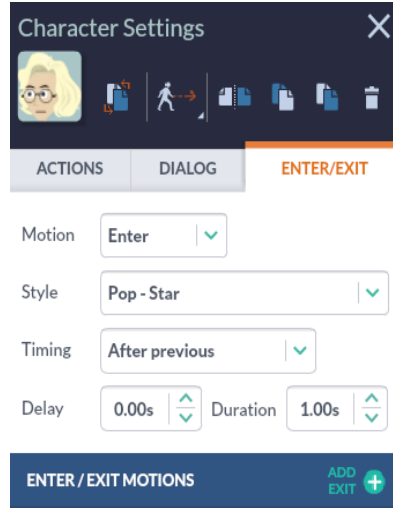 Character Settings
ACTIONS DIALOG ENTER/EXIT
Motion Enter
Style Pop - Star
Timing After previous
Delay 0.00s Duration 1.00s
ENTER / EXIT MOTIONS ADD
EXIT